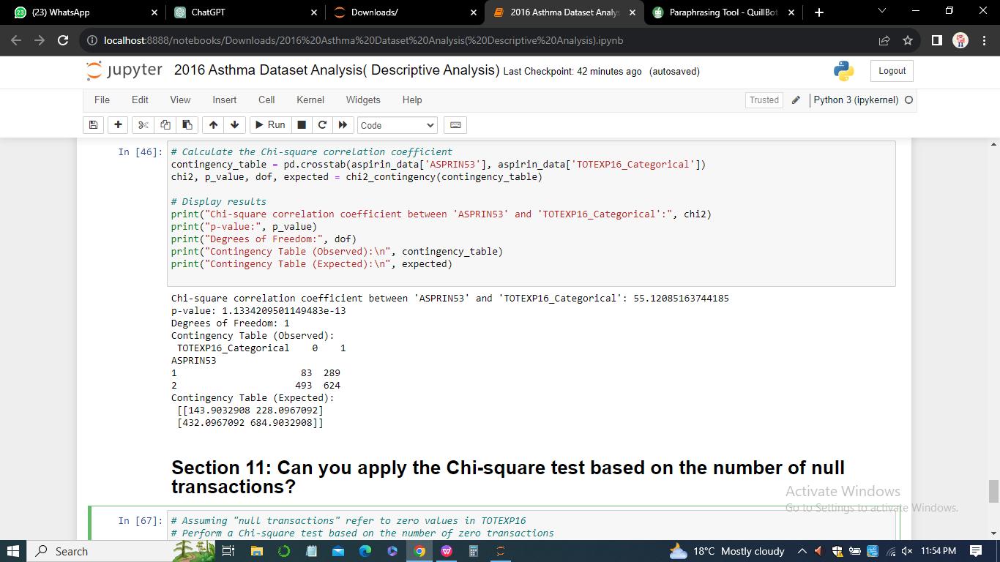 (23) WhatsApp
ChatGPT
Downloads/
2016 Asthma Dataset Analys
Paraphrasing Tool - QuillBot
localhost:8888/notebooks/Downloads/2016%20Asthma%20Dataset%20Analysis(%20Descriptive%20Analysis).ipynb
jupyter 2016 Asthma Dataset Analysis( Descriptive Analysis) Last Checkpoint: 42 minutes ago (autosaved)
Logout
File Edit View Insert Cell Kernel Widgets Help
Trusted
Python 3 (ipykernel)
Run
Code
In [46]: # Calculate the Chi-square correlation coefficient
contingency_table = pd.crosstab(aspirin_data['ASPRIN53'], aspirin_data['TOTEXP16_Categorical'])
chi2, p_value, dof, expected = chi2_contingency(contingency_table)
# Display results
print("Chi-square correlation coefficient between 'ASPRIN53' and 'TOTEXP16_Categorical':", chi2)
print("p-value:", p_value)
print("Degrees of Freedom:", dof)
print("Contingency Table (Observed):\n", contingency_table)
print("Contingency Table (Expected):\n", expected)
Chi-square correlation coefficient between 'ASPRIN53' and 'TOTEXP16_Categorical': 55.12085163744185
p-value: 1.1334209501149483e-13
Degrees of Freedom: 1
Contingency Table (Observed):
TOTEXP16_Categorical 0 1
ASPRIN53
1 83 289
2 493 624
Contingency Table (Expected):
[[143.9032908 228.0967092]
[432.0967092 684.9032908]]
Section 11: Can you apply the Chi-square test based on the number of null
transactions?
Activate Windows
Go to Settings to activate Windows.
In [67]: # Assuming "null transactions" refer to zero values in TOTEXP16
# Perform a Chi-square test based on the number of zero transactions
Search
18°C Mostly cloudy
11:54 PM